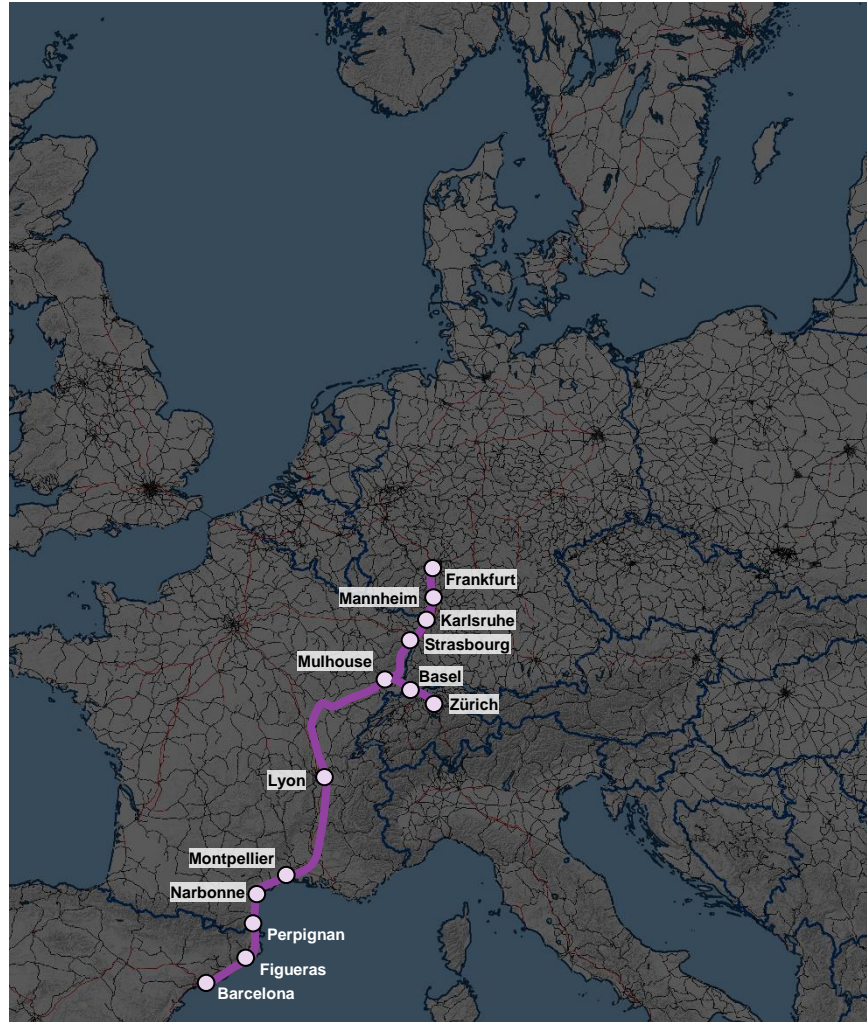 Frankfurt
Mannheim
Karlsruhe
Strasbourg
Mulhouse
Basel
Zürich
Lyon
Montpellier
Narbonne
Perpignan
Figueras
Barcelona